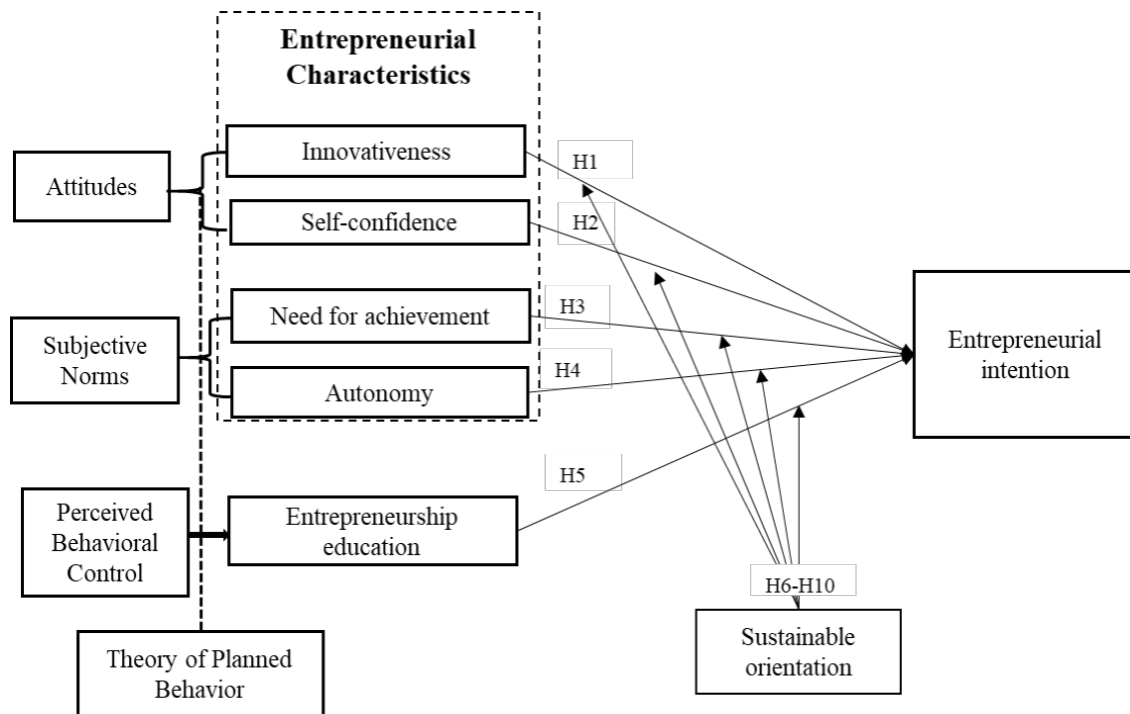 Entrepreneurial
Characteristics
Innovativeness
H1
Attitudes
Self-confidence
H2
Need for achievement
H3
Subjective
Norms
Autonomy
H4
Entrepreneurial
intention
H5
Perceived
Behavioral
Control
Entrepreneurship
education
H6-H10
Sustainable
orientation
Theory of Planned
Behavior